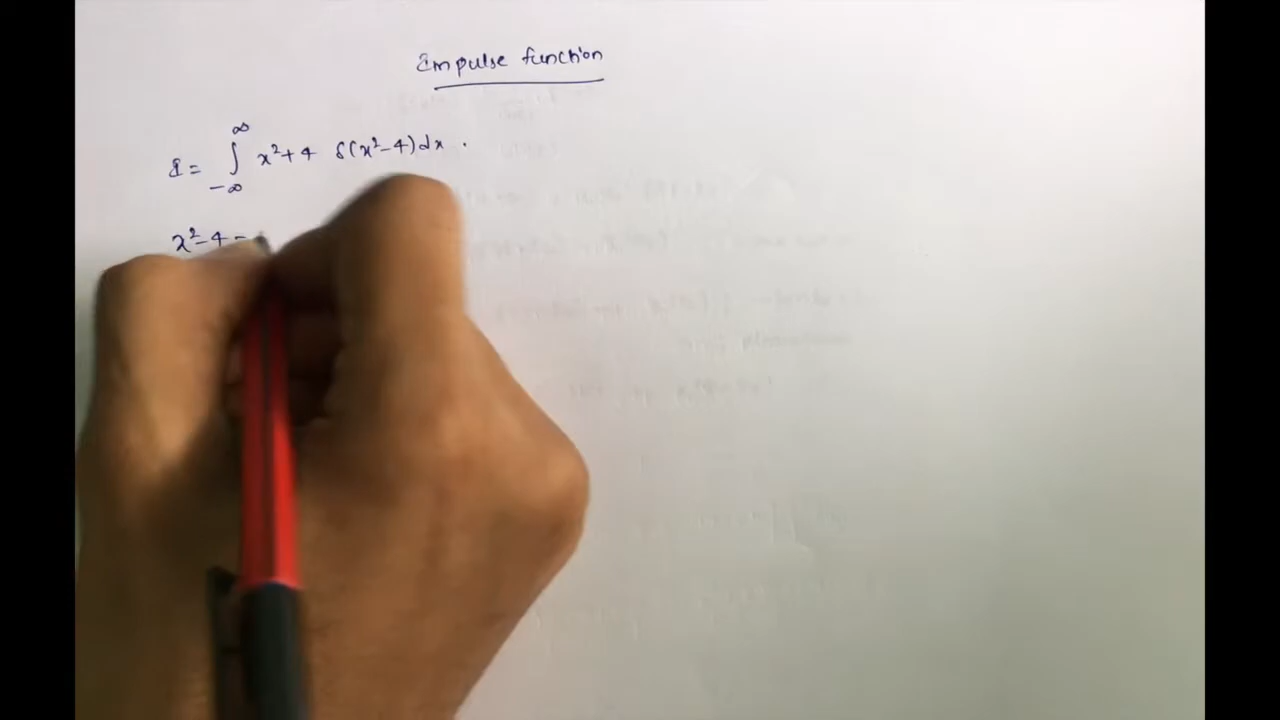 Impulse function
I = ∫_{-∞}^{∞} x²+4 δ(x²-4)dx .
x²-4 =